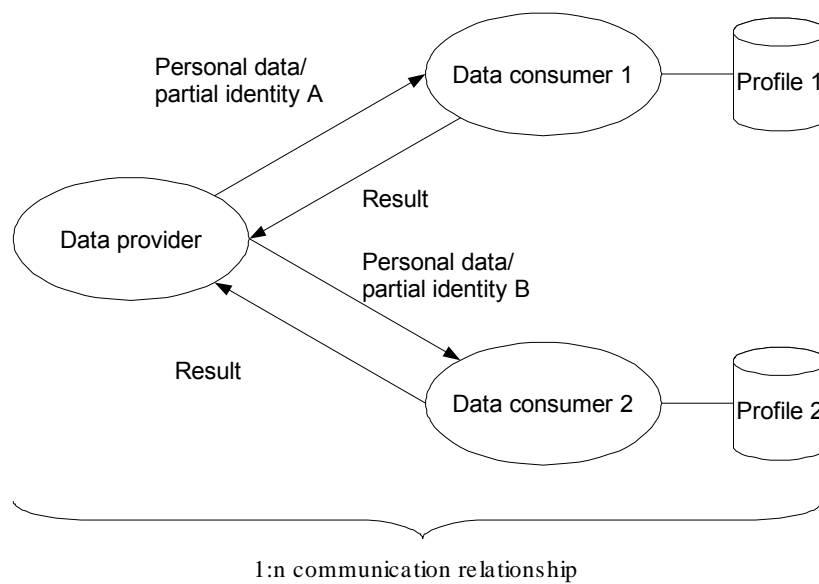 Personal data/
partial identity A
Data consumer 1
Profile 1
Result
Data provider
Personal data/
partial identity B
Result
Data consumer 2
Profile 2
1:n communication relationship